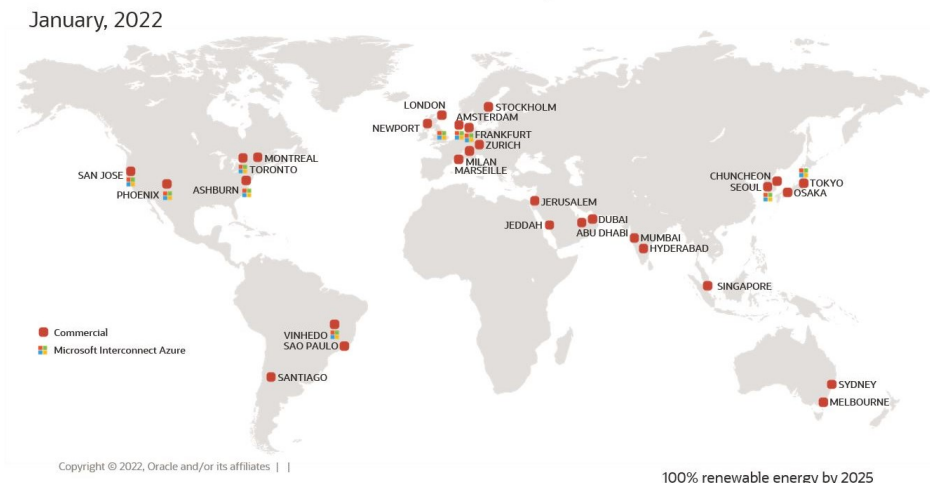 January, 2022
LONDON
STOCKHOLM
AMSTERDAM
NEWPORT
FRANKFURT
ZURICH
MILAN
MARSEILLE
MONTREAL
TORONTO
SAN JOSE
PHOENIX
ASHBURN
CHUNCHEON
SEOUL
TOKYO
OSAKA
JERUSALEM
JEDDAH
DUBAI
ABU DHABI
MUMBAI
HYDERABAD
SINGAPORE
Commercial
Microsoft Interconnect Azure
VINHEDO
SAO PAULO
SANTIAGO
SYDNEY
MELBOURNE
Copyright © 2022, Oracle and/or its affiliates | |
100% renewable energy by 2025